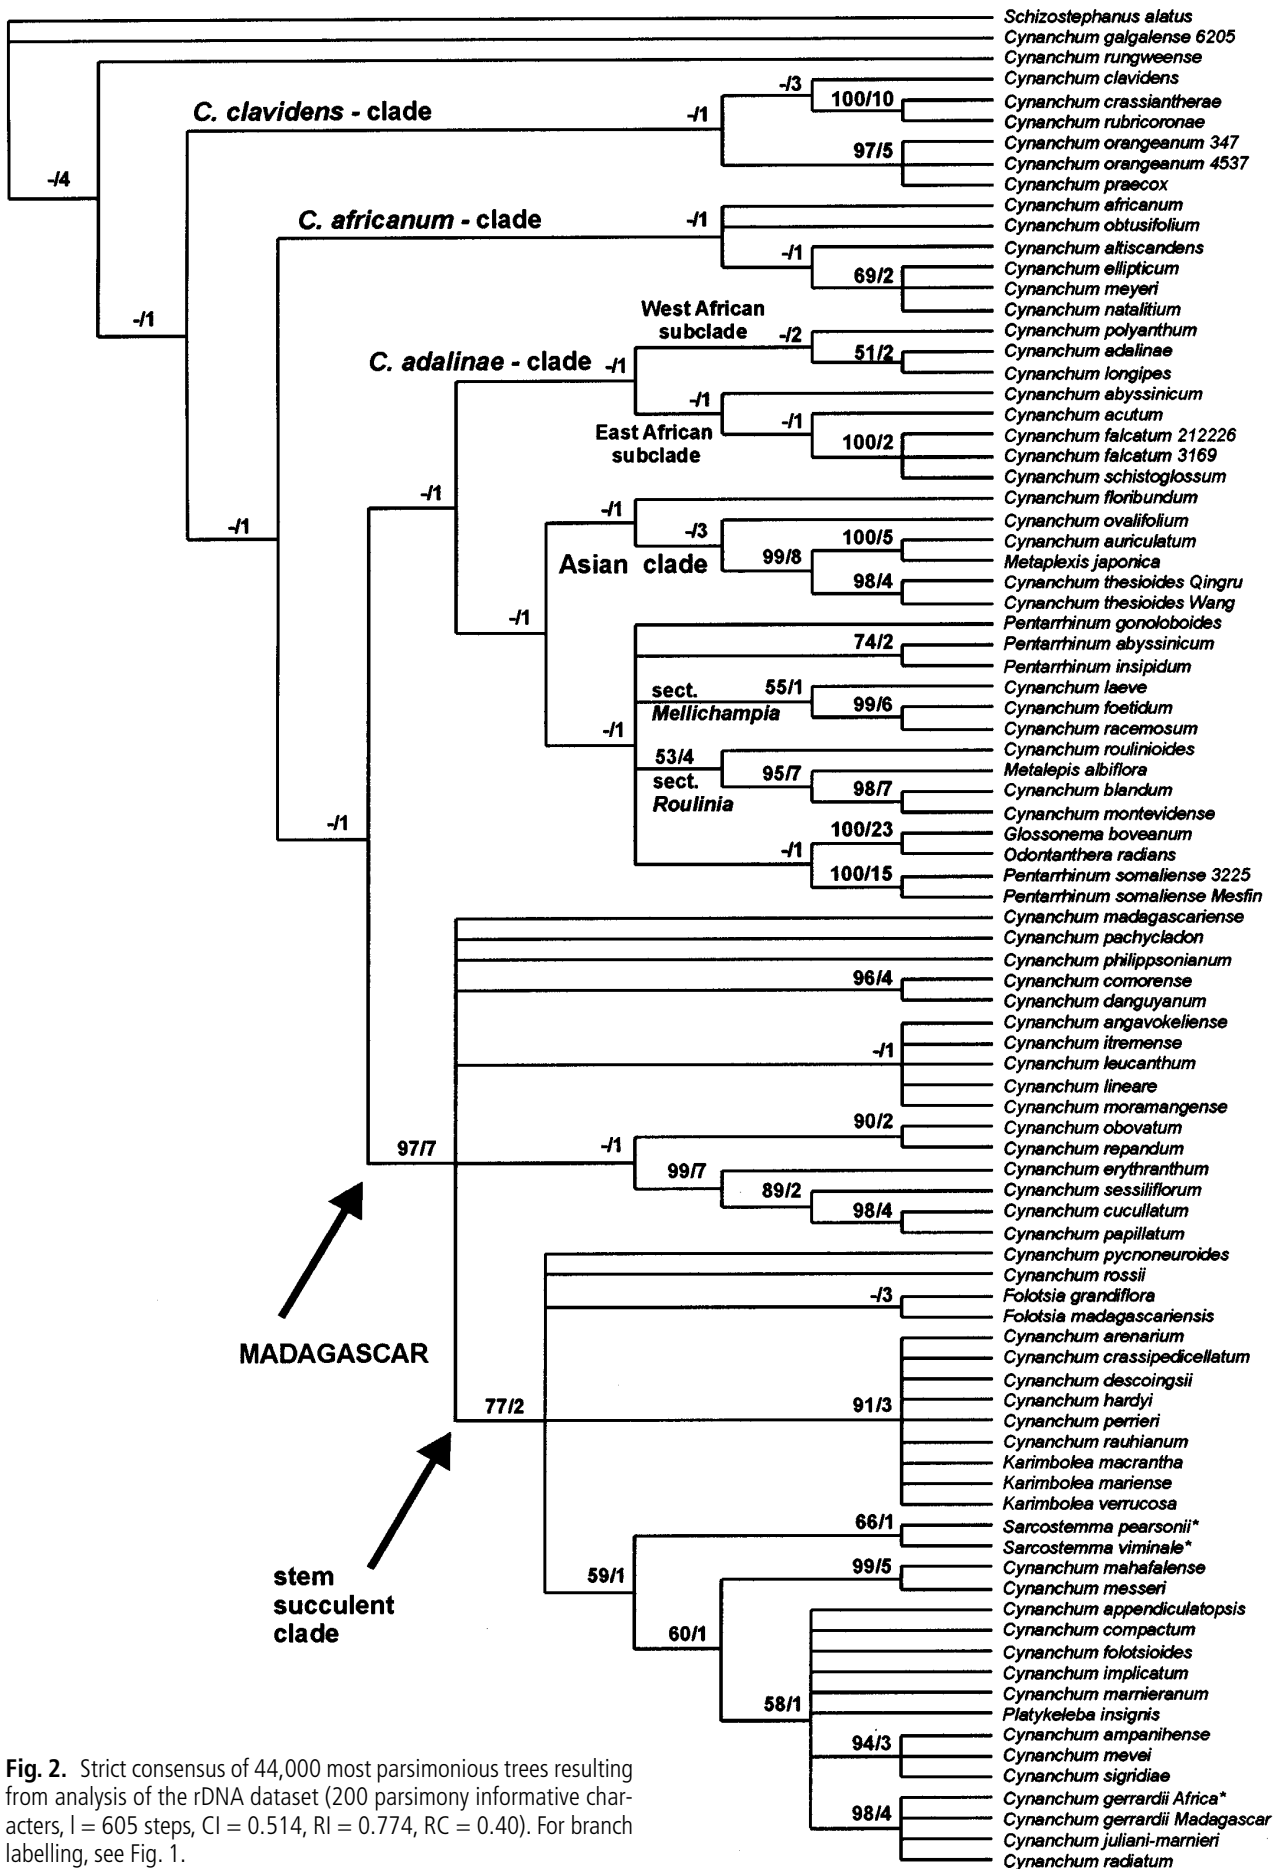 Schizostephanus alatus
Cynanchum galgalense 6205
Cynanchum rungweense
-/3
Cynanchum clavidens
100/10
Cynanchum crassiantherae
C. clavidens - clade
-/1
Cynanchum rubricoronae
Cynanchum orangeanum 347
97/5
Cynanchum orangeanum 4537
-/4
Cynanchum praecox
C. africanum - clade
-/1
Cynanchum africanum
Cynanchum obtusifolium
-/1
Cynanchum altiscandens
69/2
Cynanchum ellipticum
Cynanchum meyeri
Cynanchum natalitium
-/1
West African
subclade
-/2
Cynanchum polyanthum
C. adalinae - clade
-/1
51/2
Cynanchum adalinae
Cynanchum longipes
-/1
Cynanchum abyssinicum
East African
subclade
-/1
Cynanchum acutum
100/2
Cynanchum falcatum 212226
Cynanchum falcatum 3169
Cynanchum schistoglossum
-/1
-/1
Cynanchum floribundum
-/1
-/3
Cynanchum ovalifolium
Asian clade
99/8
100/5
Cynanchum auriculatum
Metaplexis japonica
98/4
Cynanchum thesioides Qingru
Cynanchum thesioides Wang
-/1
Pentarrhinum gonoloboides
74/2
Pentarrhinum abyssinicum
Pentarrhinum insipidum
sect.
Mellichampia
55/1
Cynanchum laeve
99/6
Cynanchum foetidum
Cynanchum racemosum
-/1
53/4
sect.
Roulinia
Cynanchum roulinioides
95/7
Metalepis albiflora
98/7
Cynanchum blandum
Cynanchum montevidense
-/1
100/23
Glossonema boveanum
-/1
Odontanthera radians
100/15
Pentarrhinum somaliense 3225
Pentarrhinum somaliense Mesfin
Cynanchum madagascariense
Cynanchum pachycladon
Cynanchum philippsonianum
96/4
Cynanchum comorense
Cynanchum danguyanum
Cynanchum angavokeliense
Cynanchum itremense
-/1
Cynanchum leucanthum
Cynanchum lineare
Cynanchum moramangense
97/7
-/1
90/2
Cynanchum obovatum
Cynanchum repandum
99/7
Cynanchum erythranthum
89/2
Cynanchum sessiliflorum
98/4
Cynanchum cucullatum
Cynanchum papillatum
Cynanchum pycnoneuroides
Cynanchum rossii
-/3
Folotsia grandiflora
Folotsia madagascariensis
MADAGASCAR
Cynanchum arenarium
Cynanchum crassipedicellatum
Cynanchum descoingsii
77/2
91/3
Cynanchum hardyi
Cynanchum perrieri
Cynanchum rauhianum
Karimbolea macrantha
Karimbolea mariense
Karimbolea verrucosa
66/1
Sarcostemma pearsonii*
Sarcostemma viminale*
stem
succulent
clade
59/1
99/5
Cynanchum mahafalense
Cynanchum messeri
60/1
Cynanchum appendiculatopsis
Cynanchum compactum
Cynanchum folotsioides
Cynanchum implicatum
Cynanchum marnieranum
58/1
Platykeleba insignis
94/3
Cynanchum ampanihense
Cynanchum mevei
Cynanchum sigridiae
98/4
Cynanchum gerrardii Africa*
Cynanchum gerrardii Madagascar
Cynanchum juliani-marnieri
Cynanchum radiatum
Fig. 2. Strict consensus of 44,000 most parsimonious trees resulting
from analysis of the rDNA dataset (200 parsimony informative char-
acters, l = 605 steps, CI = 0.514, RI = 0.774, RC = 0.40). For branch
labelling, see Fig. 1.